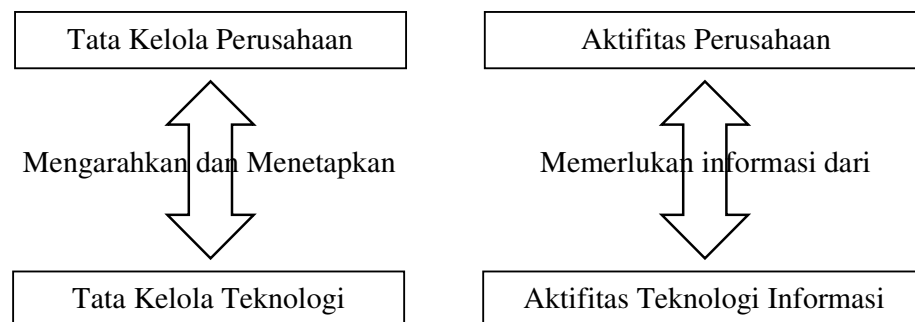 Tata Kelola Perusahaan
Aktifitas Perusahaan
Mengarahkan dan Menetapkan
Memerlukan informasi dari
Tata Kelola Teknologi
Aktifitas Teknologi Informasi